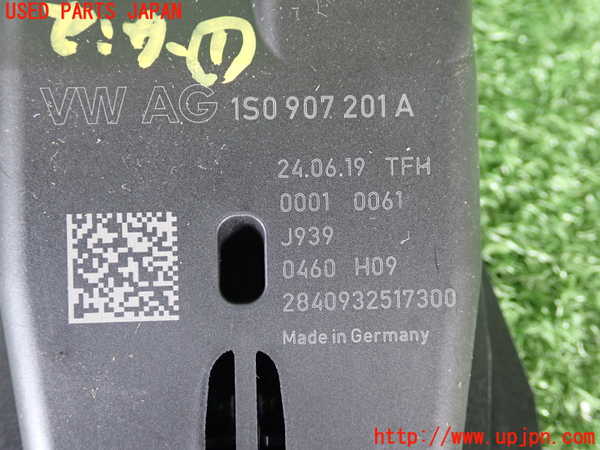 USED PARTS JAPAN
VW AG 1S0 907 201 A
24.06.19 TFH
0001 0061
J939 J
0460 H09
2840932517300
Made in Germany
http://www.upjpn.com/